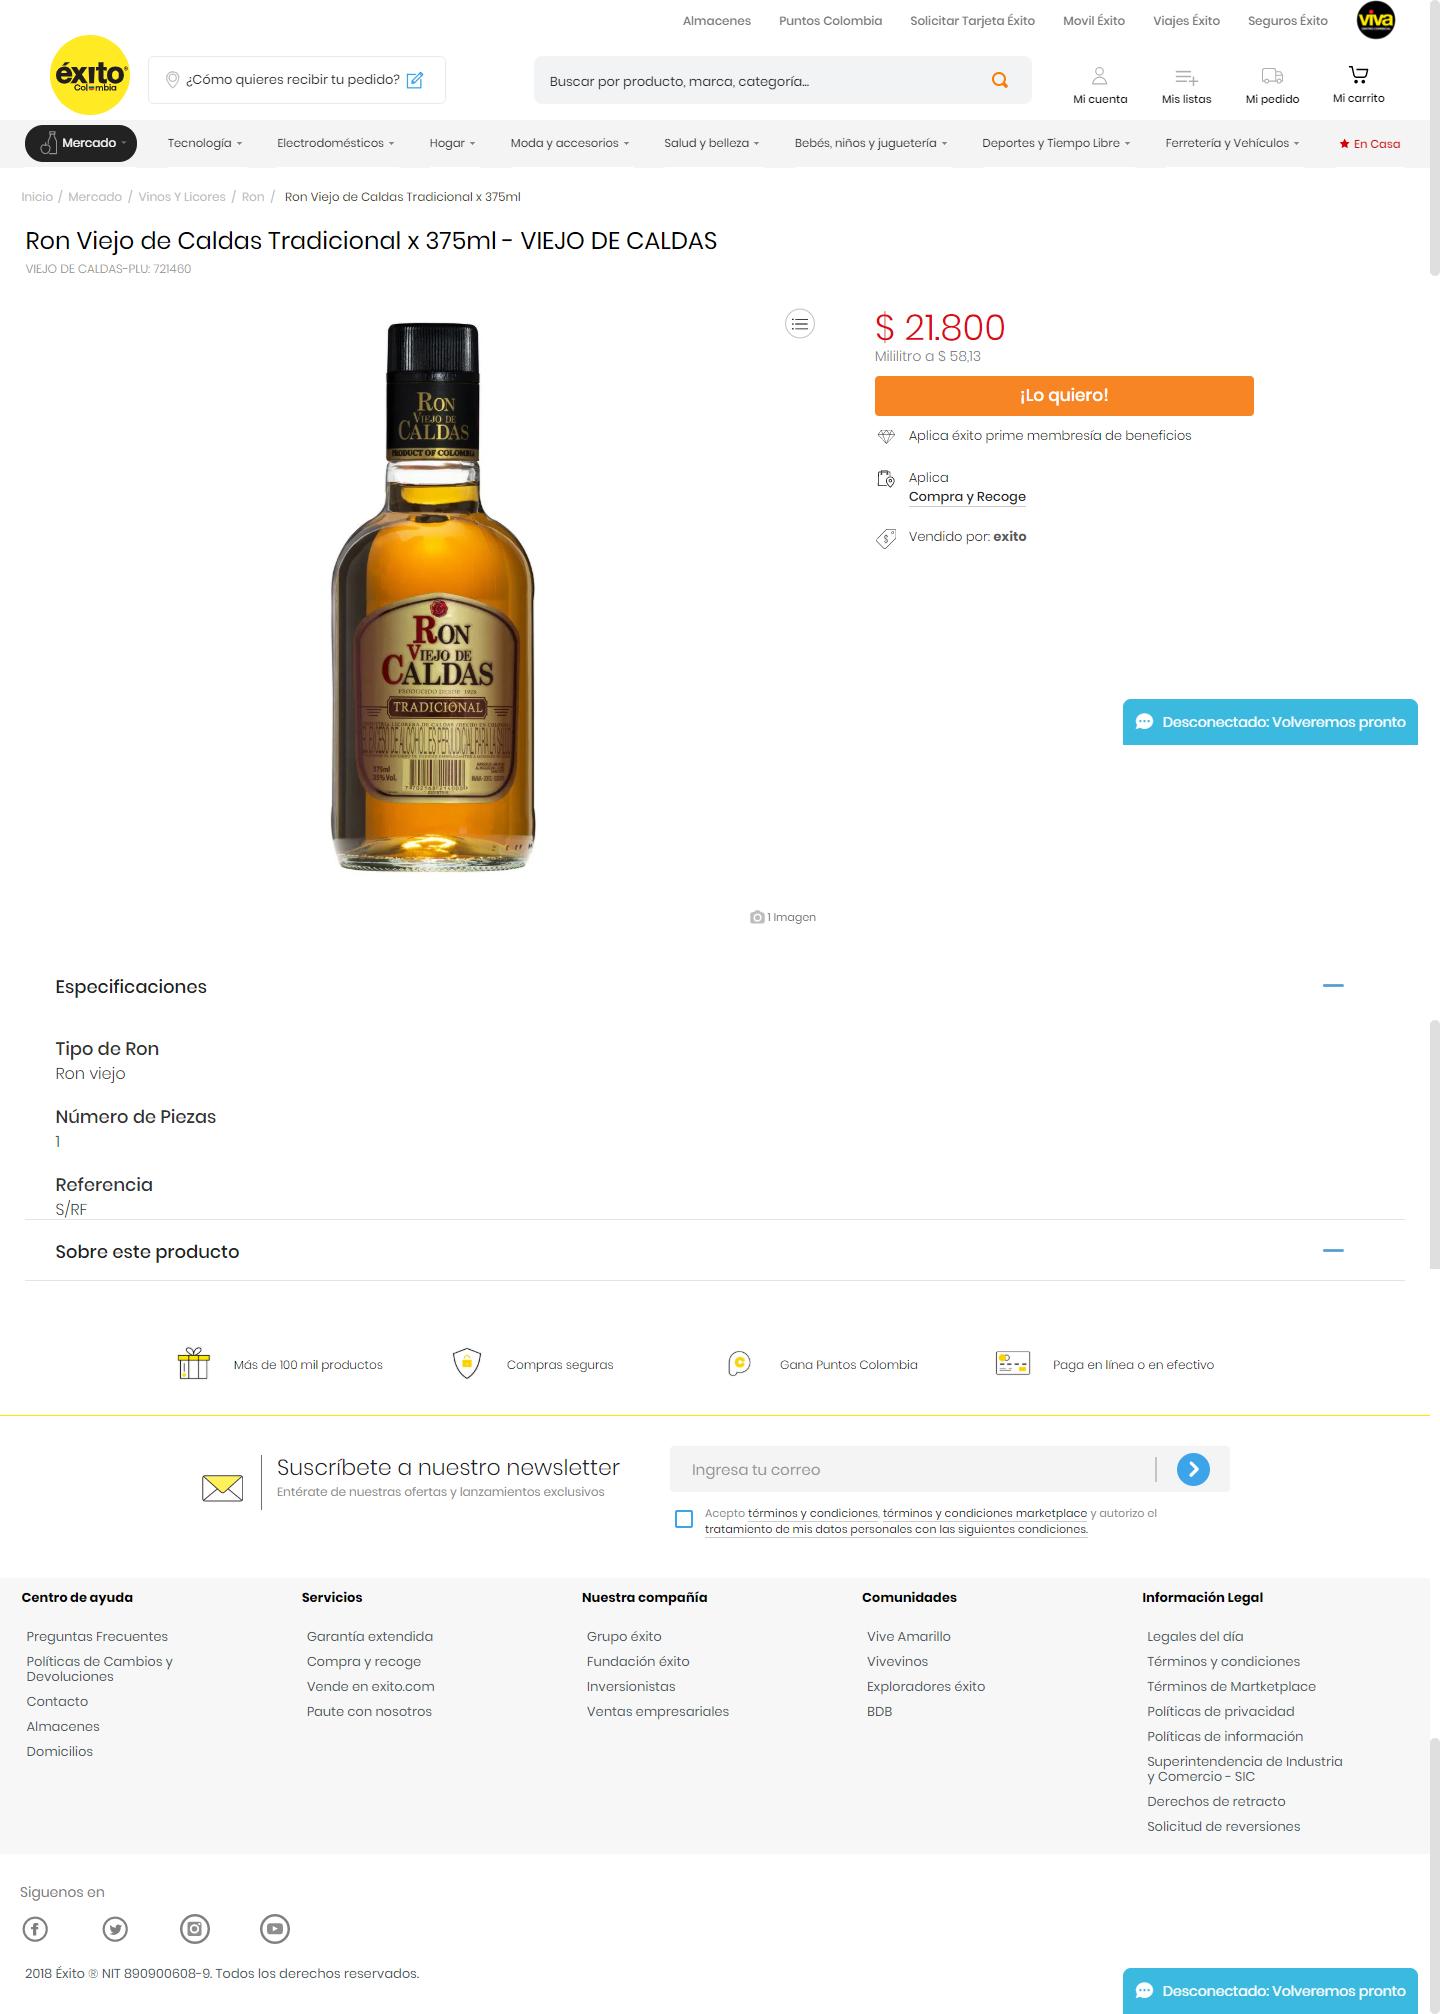 Almacenes Puntos Colombia Solicitar Tarjeta Éxito Movil Éxito Viajes Éxito Seguros Éxito viva
éxito
Colombia
¿Cómo quieres recibir tu pedido?
Buscar por producto, marca, categoría...
Mi cuenta Mis listas Mi pedido Mi carrito
Mercado Tecnología Electrodomésticos Hogar Moda y accesorios Salud y belleza Bebés, niños y juguetería Deportes y Tiempo Libre Ferretería y Vehículos En Casa
Inicio / Mercado / Vinos Y Licores / Ron / Ron Viejo de Caldas Tradicional x 375ml
Ron Viejo de Caldas Tradicional x 375ml - VIEJO DE CALDAS
VIEJO DE CALDAS-PLU: 721460
RON
VIEJO DE
CALDAS
PRODUCT OF COLOMBIA
RON
VIEJO DE
CALDAS
PRODUCIDO DESDE 1928
TRADICIONAL
375ml
35% Vol.
$ 21.800
Mililitro a $ 58,13
¡Lo quiero!
Aplica éxito prime membresía de beneficios
Aplica
Compra y Recoge
Vendido por: exito
Desconectado: Volveremos pronto
1 Imagen
Especificaciones
Tipo de Ron
Ron viejo
Número de Piezas
1
Referencia
S/RF
Sobre este producto
Más de 100 mil productos
Compras seguras
Gana Puntos Colombia
Paga en línea o en efectivo
Suscríbete a nuestro newsletter
Entérate de nuestras ofertas y lanzamientos exclusivos
Ingresa tu correo
Acepto términos y condiciones, términos y condiciones marketplace y autorizo el
tratamiento de mis datos personales con las siguientes condiciones.
Centro de ayuda
Preguntas Frecuentes
Políticas de Cambios y
Devoluciones
Contacto
Almacenes
Domicilios
Servicios
Garantía extendida
Compra y recoge
Vende en exito.com
Paute con nosotros
Nuestra compañía
Grupo éxito
Fundación éxito
Inversionistas
Ventas empresariales
Comunidades
Vive Amarillo
Vivevinos
Exploradores éxito
BDB
Información Legal
Legales del día
Términos y condiciones
Términos de Martketplace
Políticas de privacidad
Políticas de información
Superintendencia de Industria
y Comercio - SIC
Derechos de retracto
Solicitud de reversiones
Siguenos en
2018 Éxito ® NIT 890900608-9. Todos los derechos reservados.
Desconectado: Volveremos pronto